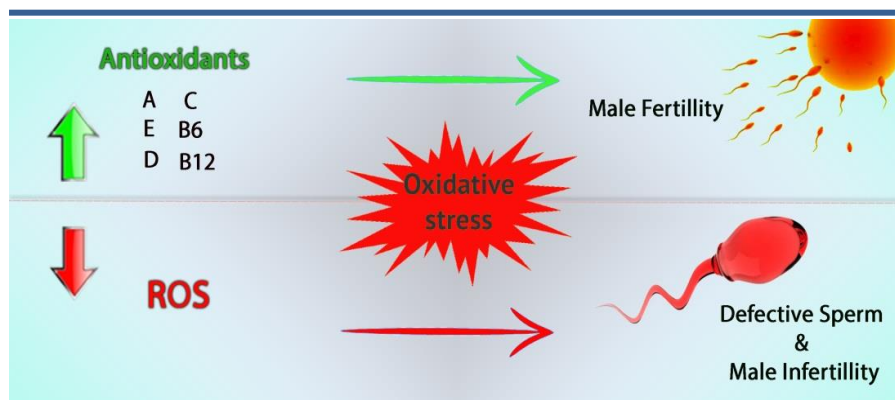 Antioxidants
A C
E B6
D B12
Male Fertillity
Oxidative
stress
ROS
Defective Sperm
&
Male Infertillity